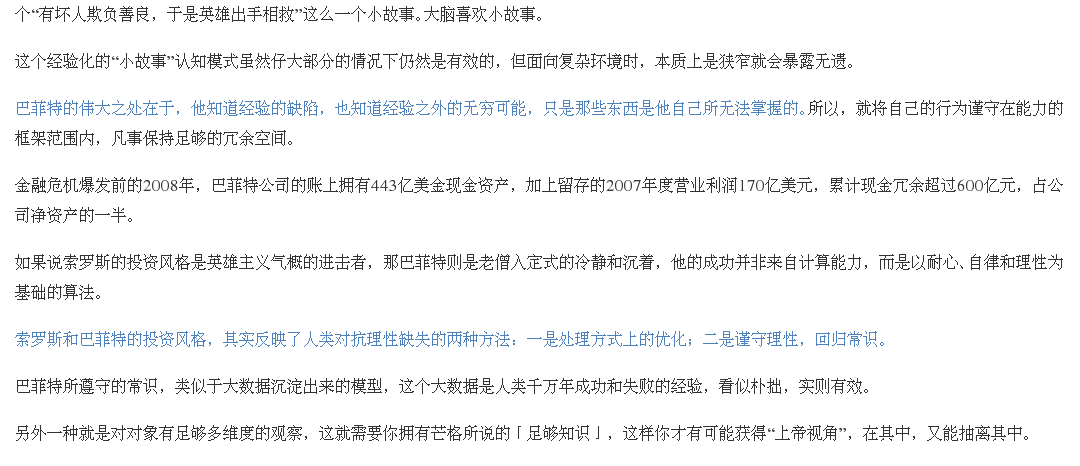 个“有坏人欺负善良，于是英雄出手相救”这么一个小故事。大脑喜欢小故事。
这个经验化的“小故事”认知模式虽然仔大部分的情况下仍然是有效的，但面向复杂环境时，本质上是狭窄就会暴露无遗。
巴菲特的伟大之处在于，他知道经验的缺陷，也知道经验之外的无穷可能，只是那些东西是他自己所无法掌握的。所以，就将自己的行为谨守在能力的
框架范围内，凡事保持足够的冗余空间。
金融危机爆发前的2008年，巴菲特公司的账上拥有443亿美金现金资产，加上留存的2007年度营业利润170亿美元，累计现金冗余超过600亿元，占公
司净资产的一半。
如果说索罗斯的投资风格是英雄主义气概的进击者，那巴菲特则是老僧入定式的冷静和沉着，他的成功并非来自计算能力，而是以耐心、自律和理性为
基础的算法。
索罗斯和巴菲特的投资风格，其实反映了人类对抗理性缺失的两种方法：一是处理方式上的优化；二是谨守理性，回归常识。
巴菲特所遵守的常识，类似于大数据沉淀出来的模型，这个大数据是人类千万年成功和失败的经验，看似朴拙，实则有效。
另外一种就是对对象有足够多维度的观察，这就需要你拥有芒格所说的「足够知识」，这样你才有可能获得“上帝视角”，在其中，又能抽离其中。